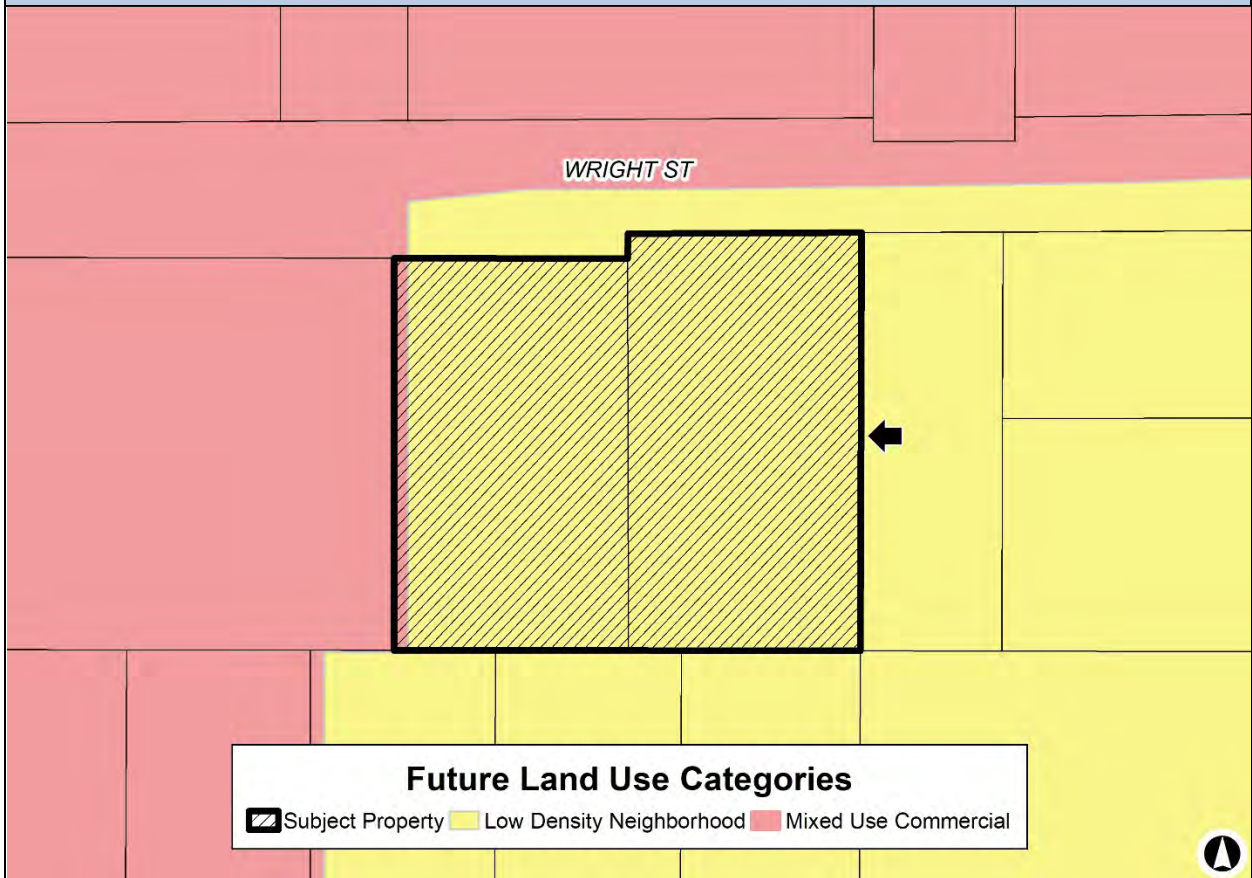 WRIGHT ST
Future Land Use Categories
Subject Property Low Density Neighborhood Mixed Use Commercial